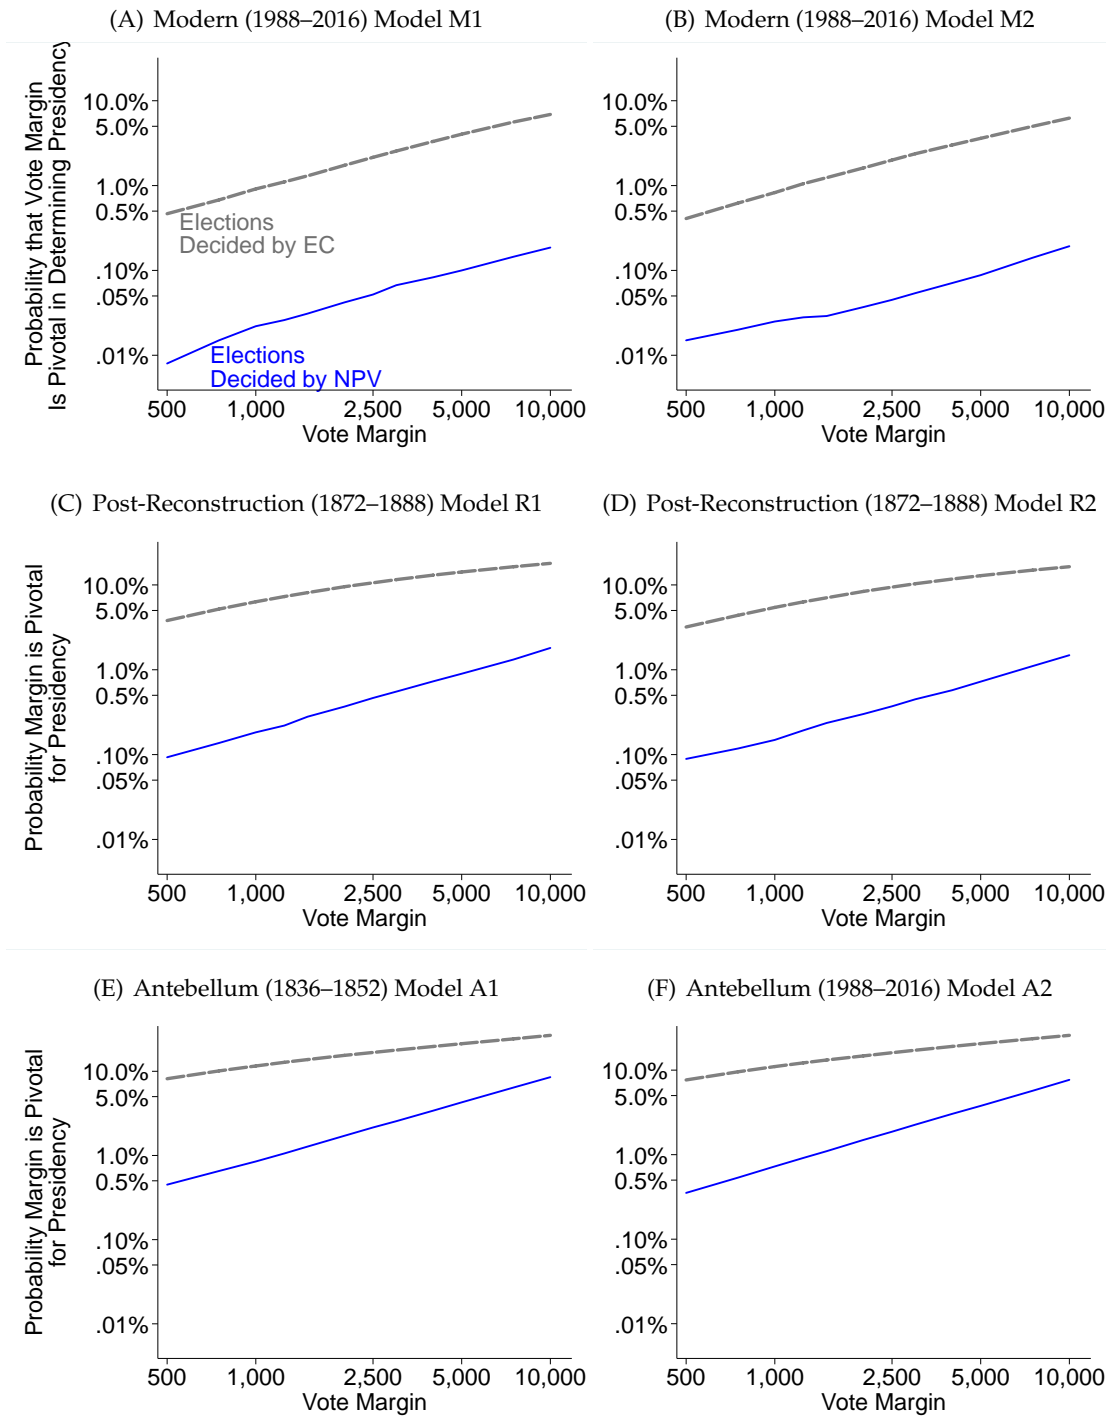 (A) Modern (1988–2016) Model M1
Probability that Vote Margin
Is Pivotal in Determining Presidency
10.0%
5.0%
1.0%
0.5%
.10%
.05%
.01%
Elections
Decided by EC
Elections
Decided by NPV
500 1,000 2,500 5,000 10,000
Vote Margin
(B) Modern (1988–2016) Model M2
10.0%
5.0%
1.0%
0.5%
.10%
.05%
.01%
500 1,000 2,500 5,000 10,000
Vote Margin
(C) Post-Reconstruction (1872–1888) Model R1
Probability Margin is Pivotal
for Presidency
10.0%
5.0%
1.0%
0.5%
.10%
.05%
.01%
500 1,000 2,500 5,000 10,000
Vote Margin
(D) Post-Reconstruction (1872–1888) Model R2
10.0%
5.0%
1.0%
0.5%
.10%
.05%
.01%
500 1,000 2,500 5,000 10,000
Vote Margin
(E) Antebellum (1836–1852) Model A1
Probability Margin is Pivotal
for Presidency
10.0%
5.0%
1.0%
0.5%
.10%
.05%
.01%
500 1,000 2,500 5,000 10,000
Vote Margin
(F) Antebellum (1988–2016) Model A2
10.0%
5.0%
1.0%
0.5%
.10%
.05%
.01%
500 1,000 2,500 5,000 10,000
Vote Margin